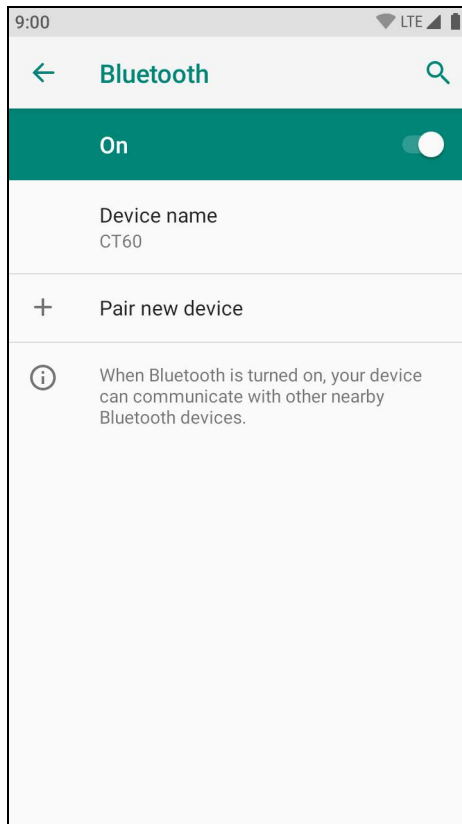 9:00 LTE
Bluetooth
On
Device name
CT60
Pair new device
When Bluetooth is turned on, your device
can communicate with other nearby
Bluetooth devices.